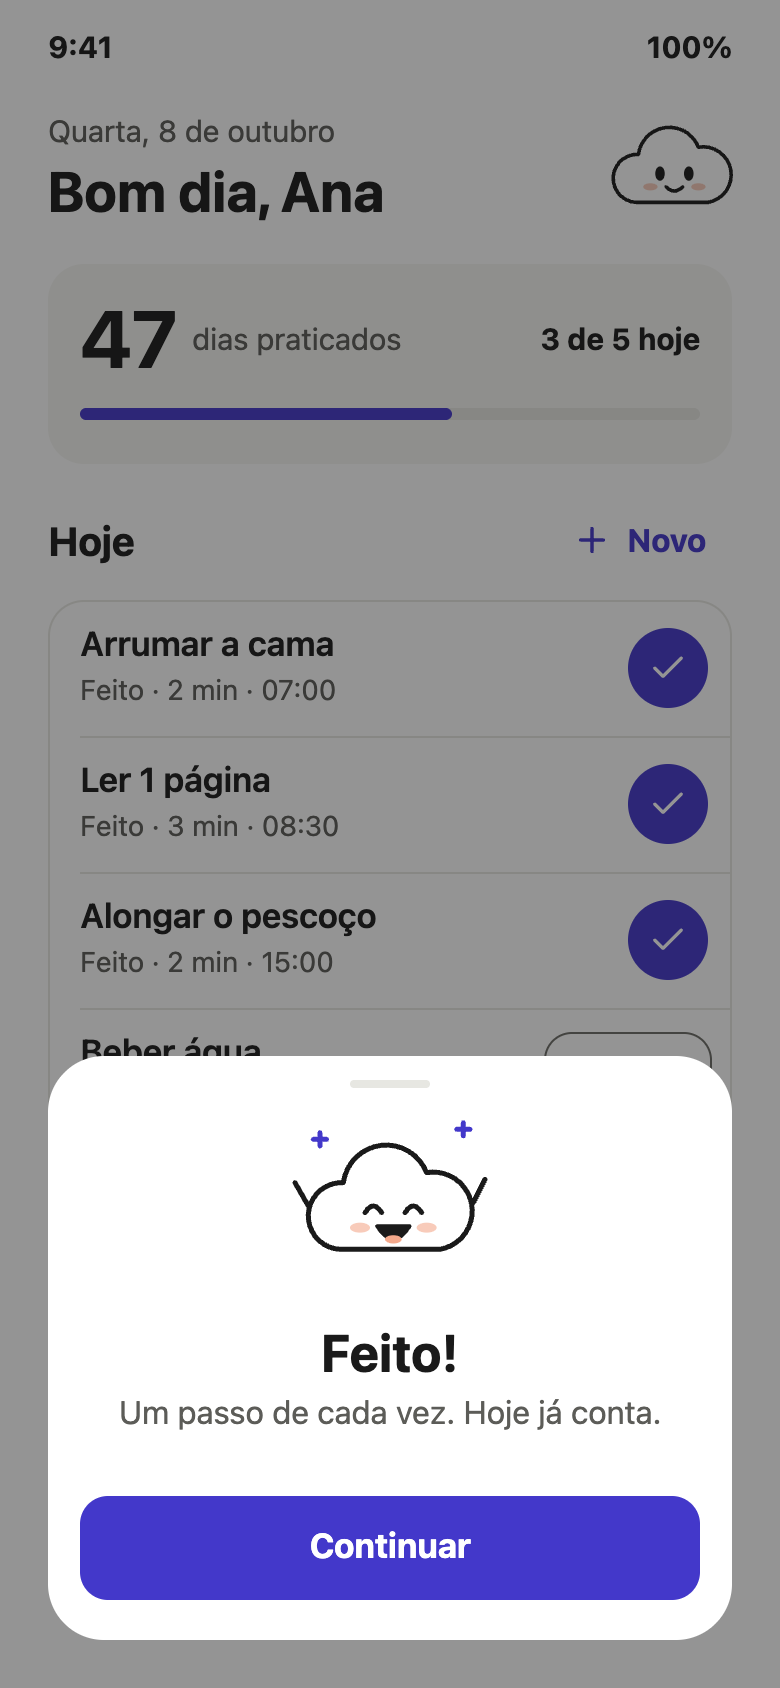 9:41
100%
Quarta, 8 de outubro
Bom dia, Ana
47 dias praticados
3 de 5 hoje
Hoje
+ Novo
Arrumar a cama
Feito · 2 min · 07:00
Ler 1 página
Feito · 3 min · 08:30
Alongar o pescoço
Feito · 2 min · 15:00
Beber água
Feito!
Um passo de cada vez. Hoje já conta.
Continuar